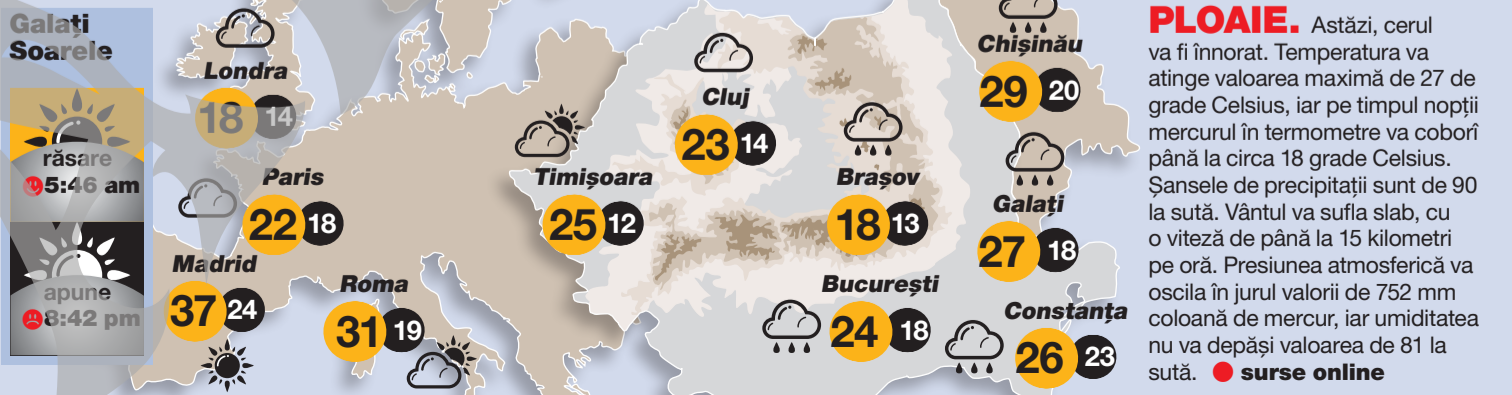 Galați
Soarele
răsare
5:46 am
apune
8:42 pm
Londra
18 14
Paris
22 18
Madrid
37 24
Roma
31 19
Timișoara
25 12
Cluj
23 14
Brașov
18 13
București
24 18
Chișinău
29 20
Galați
27 18
Constanța
26 23
PLOAIE. Astăzi, cerul
va fi înnorat. Temperatura va
atinge valoarea maximă de 27 de
grade Celsius, iar pe timpul nopții
mercurul în termometre va coborî
până la circa 18 grade Celsius.
Șansele de precipitații sunt de 90
la sută. Vântul va sufla slab, cu
o viteză de până la 15 kilometri
pe oră. Presiunea atmosferică va
oscila în jurul valorii de 752 mm
coloană de mercur, iar umiditatea
nu va depăși valoarea de 81 la
sută. surse online